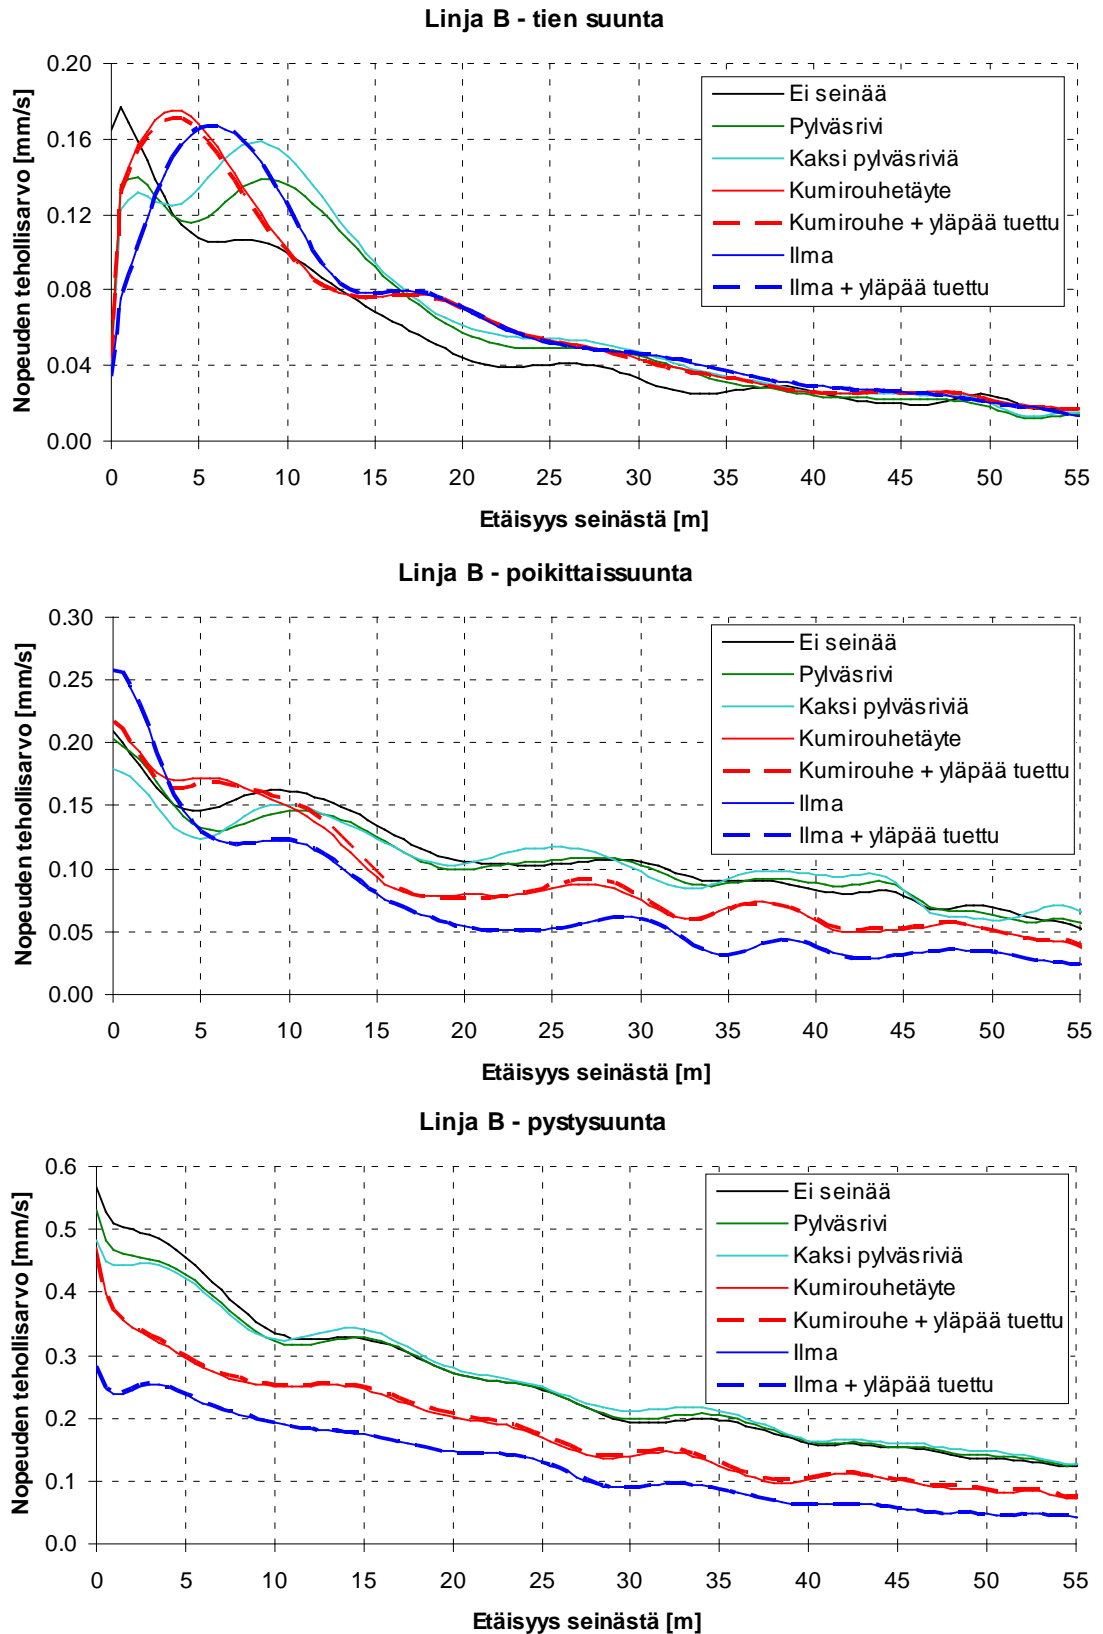 Linja B - tien suunta
Nopeuden tehollisarvo [mm/s]
0.20
0.16
0.12
0.08
0.04
0.00
Ei seinää
Pylväsrivi
Kaksi pylväsriviä
Kumirouhetäyte
Kumirouhe + yläpää tuettu
Ilma
Ilma + yläpää tuettu
0 5 10 15 20 25 30 35 40 45 50 55
Etäisyys seinästä [m]
Linja B - poikittaissuunta
Nopeuden tehollisarvo [mm/s]
0.30
0.25
0.20
0.15
0.10
0.05
0.00
Ei seinää
Pylväsrivi
Kaksi pylväsriviä
Kumirouhetäyte
Kumirouhe + yläpää tuettu
Ilma
Ilma + yläpää tuettu
0 5 10 15 20 25 30 35 40 45 50 55
Etäisyys seinästä [m]
Linja B - pystysuunta
Nopeuden tehollisarvo [mm/s]
0.6
0.5
0.4
0.3
0.2
0.1
0.0
Ei seinää
Pylväsrivi
Kaksi pylväsriviä
Kumirouhetäyte
Kumirouhe + yläpää tuettu
Ilma
Ilma + yläpää tuettu
0 5 10 15 20 25 30 35 40 45 50 55
Etäisyys seinästä [m]